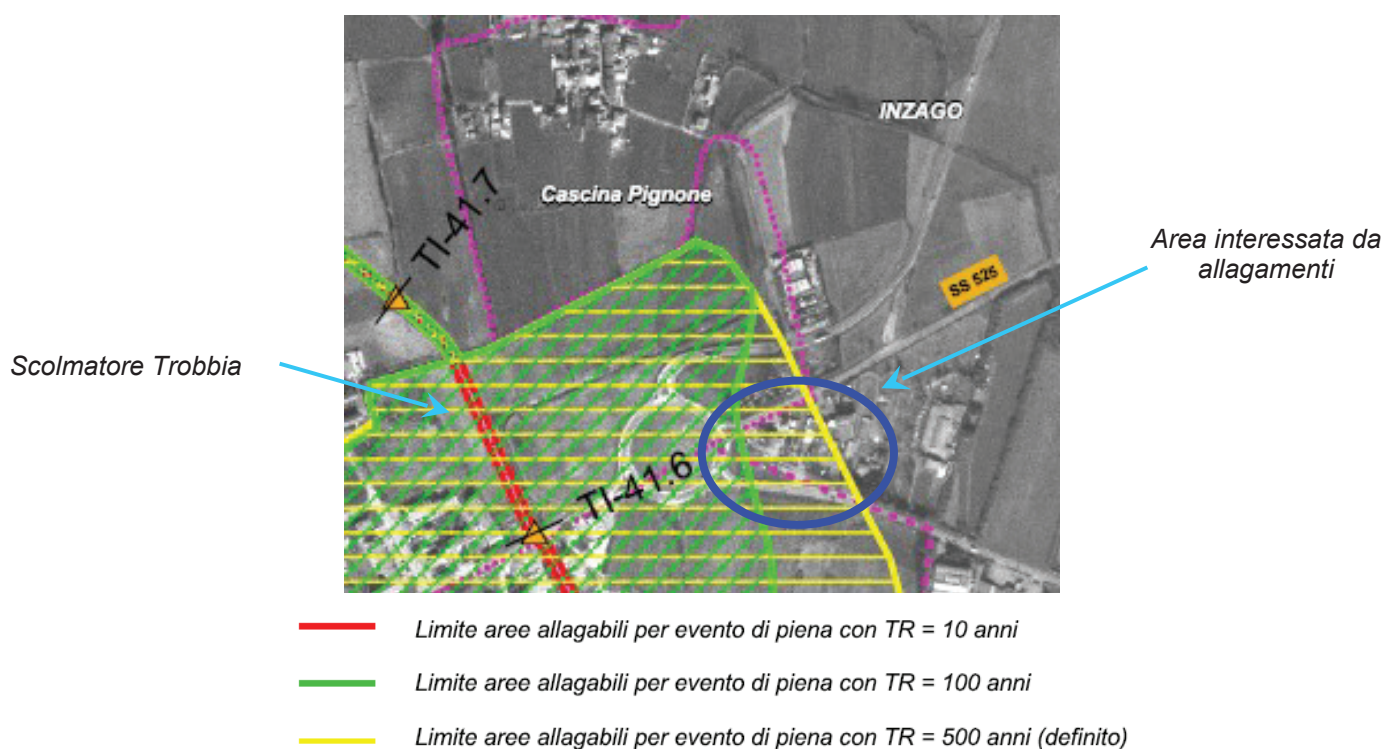 INZAGO
Cascina Pignone
TI-41.7
Area interessata da
allagamenti
SS 525
Scolmatore Trobbia
TI-41.6
Limite aree allagabili per evento di piena con TR = 10 anni
Limite aree allagabili per evento di piena con TR = 100 anni
Limite aree allagabili per evento di piena con TR = 500 anni (definito)